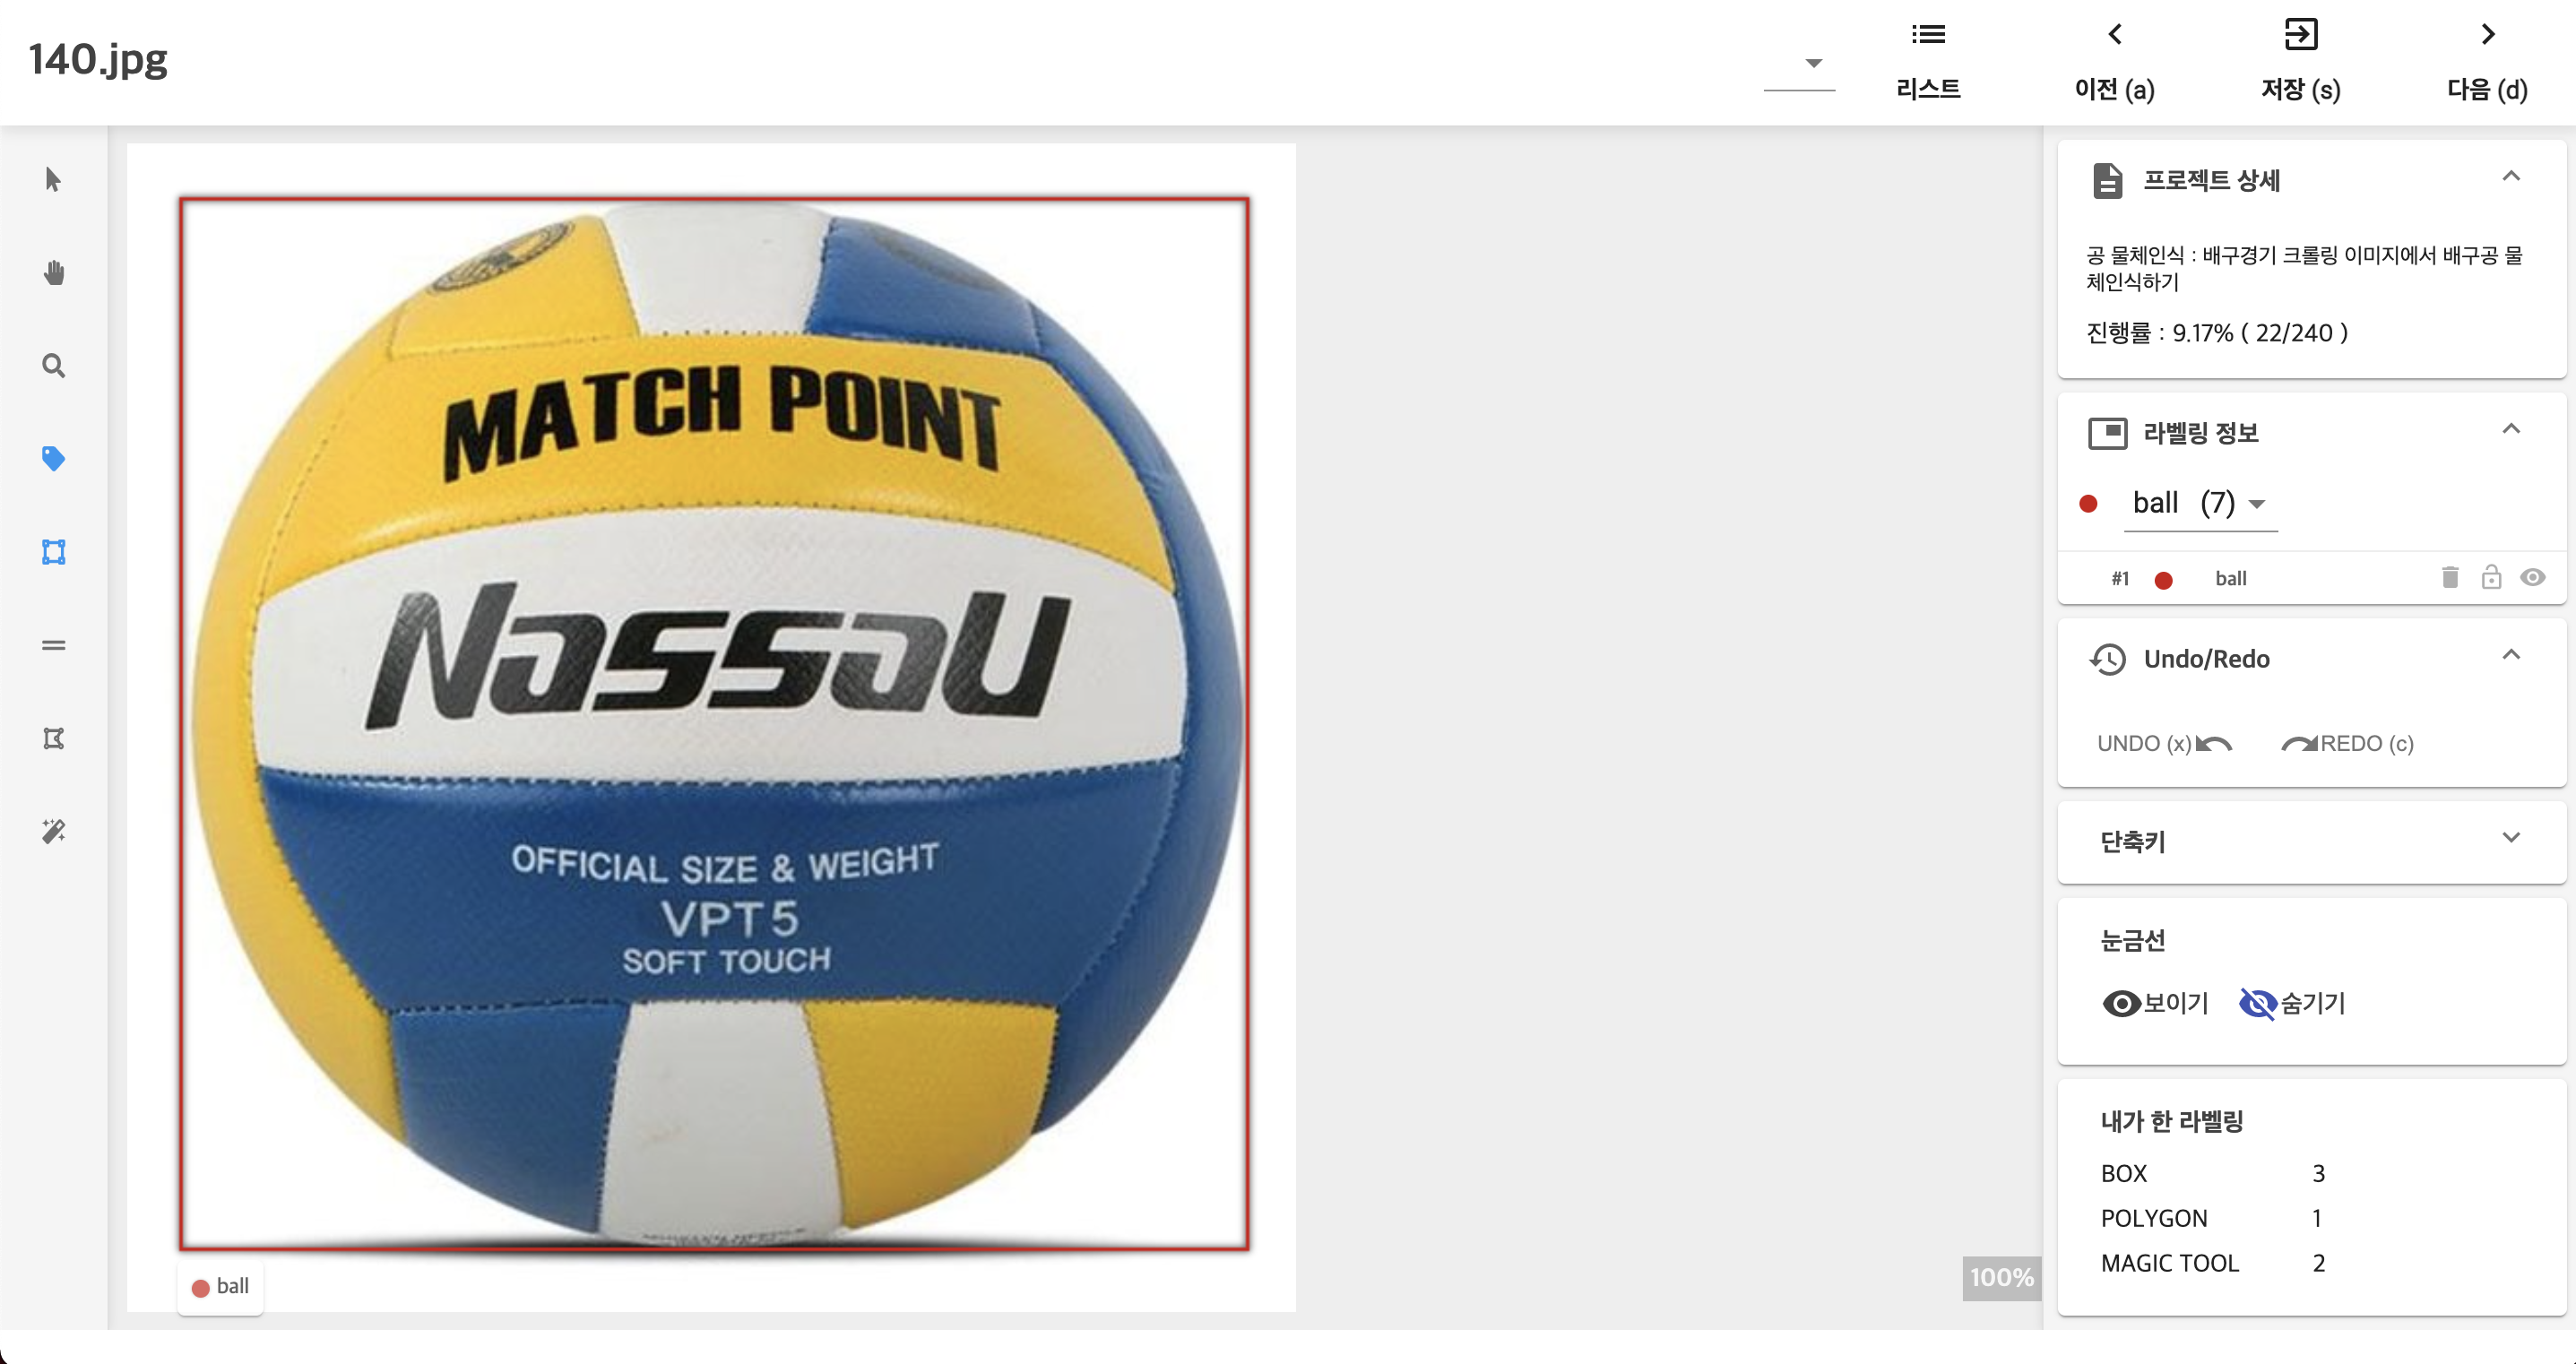 140.jpg
리스트
이전 (a)
저장 (s)
다음 (d)
MATCH POINT
Nassau
OFFICIAL SIZE & WEIGHT
VPT 5
SOFT TOUCH
ball
100%
프로젝트 상세
공 물체인식 : 배구경기 크롤링 이미지에서 배구공 물
체인식하기
진행률 : 9.17% ( 22/240 )
라벨링 정보
ball (7)
#1 ball
Undo/Redo
UNDO (x) REDO (c)
단축키
눈금선
보이기 숨기기
내가 한 라벨링
BOX 3
POLYGON 1
MAGIC TOOL 2